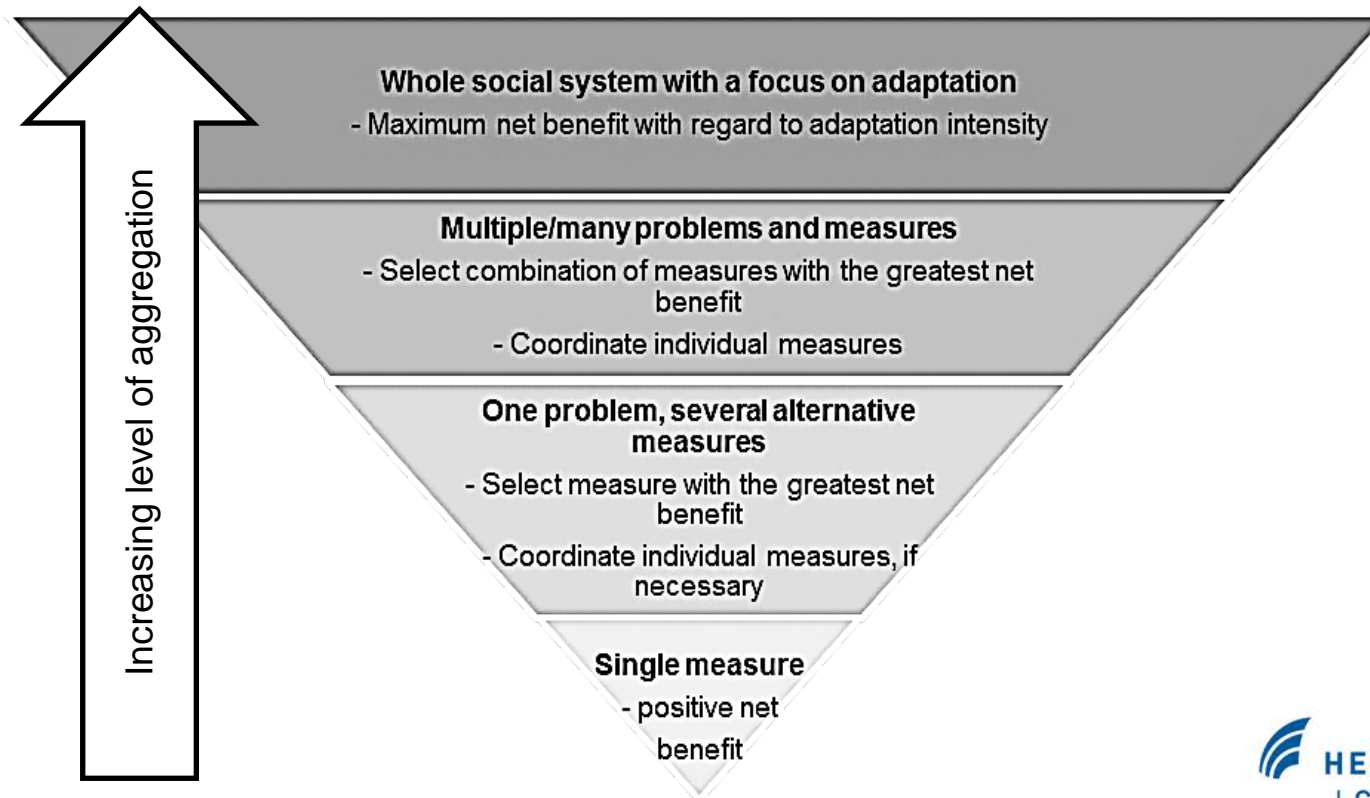 Whole social system with a focus on adaptation
- Maximum net benefit with regard to adaptation intensity
Multiple/many problems and measures
- Select combination of measures with the greatest net
benefit
- Coordinate individual measures
One problem, several alternative
measures
- Select measure with the greatest net
benefit
- Coordinate individual measures, if
necessary
Single measure
- positive net
benefit
Increasing level of aggregation
HE